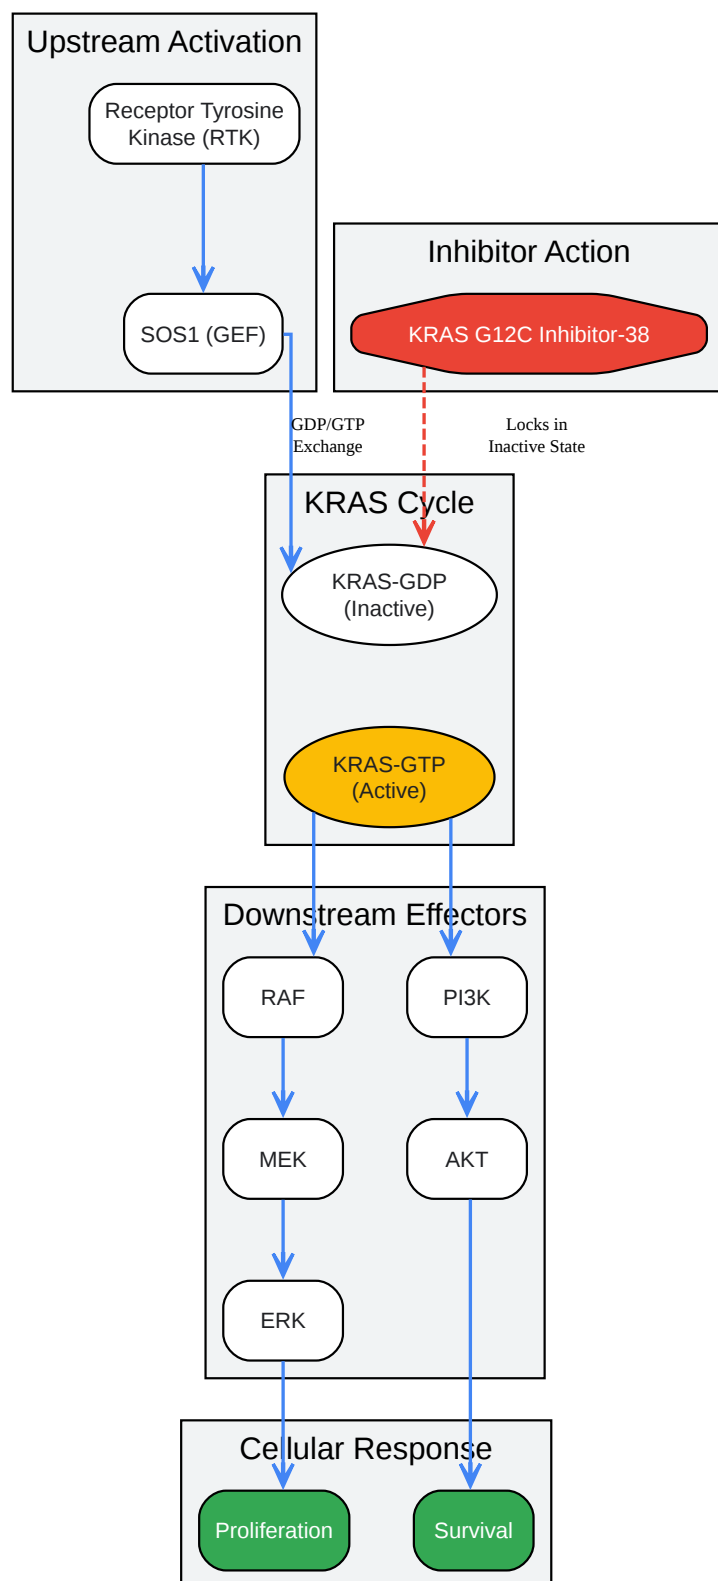 Upstream Activation
Receptor Tyrosine
Kinase (RTK)
Inhibitor Action
SOS1 (GEF)
KRAS G12C Inhibitor-38
GDP/GTP
Exchange
Locks in
Inactive State
KRAS Cycle
KRAS-GDP
(Inactive)
KRAS-GTP
(Active)
Downstream Effectors
RAF
PI3K
MEK
AKT
ERK
Cellular Response
Proliferation
Survival